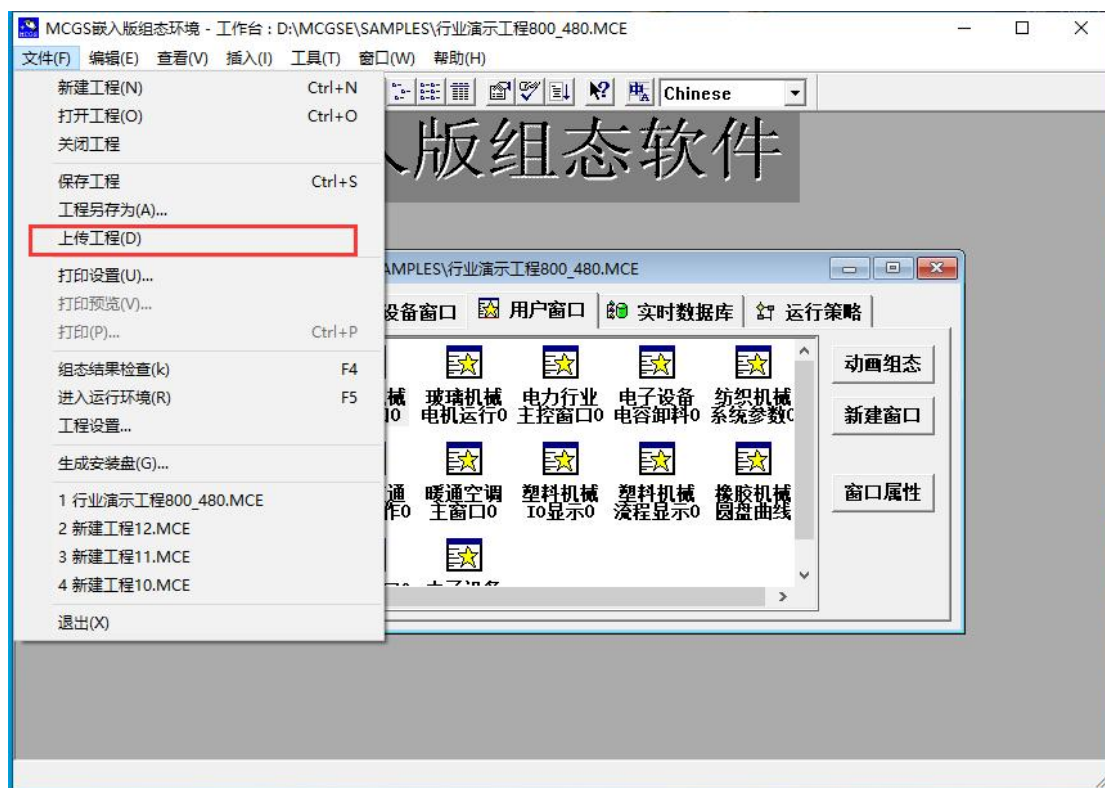 MCGS嵌入版组态环境 - 工作台 : D:\MCGSE\SAMPLES\行业演示工程800_480.MCE
文件(F) 编辑(E) 查看(V) 插入(I) 工具(T) 窗口(W) 帮助(H)
Chinese
新建工程(N) Ctrl+N
打开工程(O) Ctrl+O
关闭工程
保存工程 Ctrl+S
工程另存为(A)...
上传工程(D)
打印设置(U)...
打印预览(V)...
打印(P)... Ctrl+P
组态结果检查(k) F4
进入运行环境(R) F5
工程设置...
生成安装盘(G)...
1 行业演示工程800_480.MCE
2 新建工程12.MCE
3 新建工程11.MCE
4 新建工程10.MCE
退出(X)
版组态软件
AMPLES\行业演示工程800_480.MCE
设备窗口 用户窗口 实时数据库 运行策略
械 玻璃机械 电力行业 电子设备 纺织机械
电机运行0 主控窗口0 电容卸料0 系统参数0
通 暖通空调 塑料机械 塑料机械 橡胶机械
作0 主窗口0 IO显示0 流程显示0 圆盘曲线
动画组态
新建窗口
窗口属性